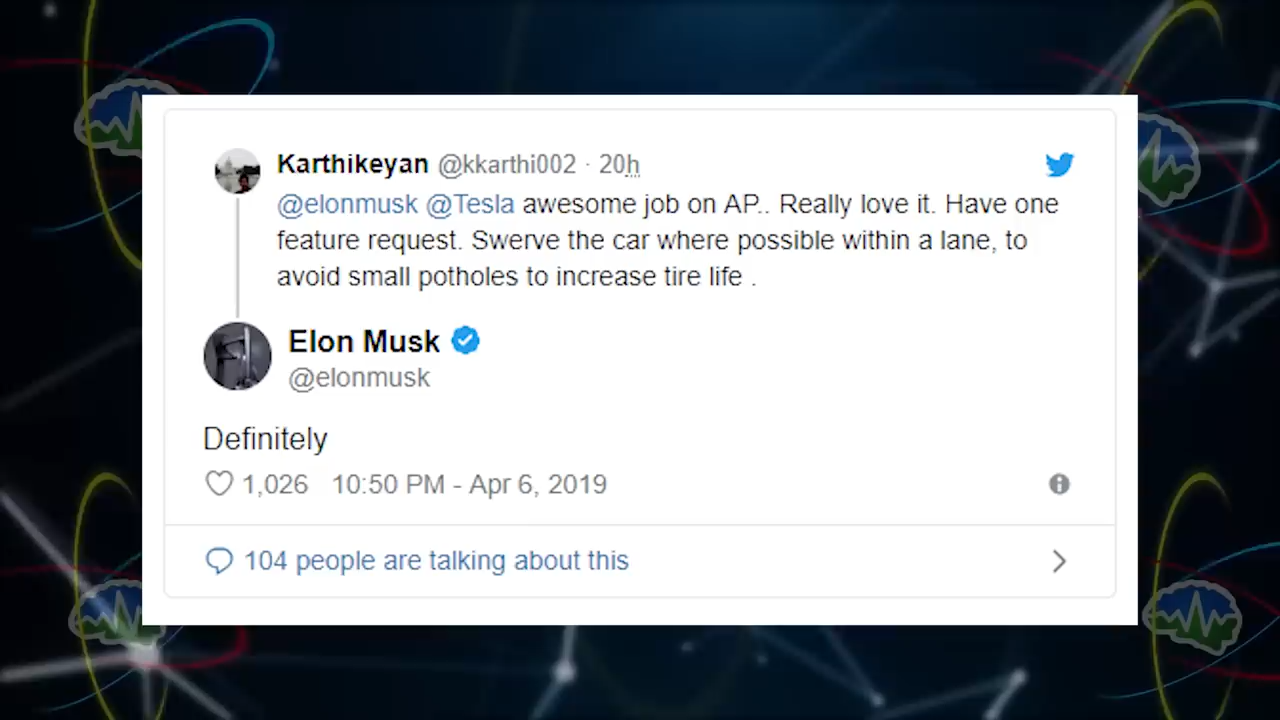 Karthikeyan @kkarthi002 · 20h
@elonmusk @Tesla awesome job on AP.. Really love it. Have one
feature request. Swerve the car where possible within a lane, to
avoid small potholes to increase tire life .
Elon Musk
@elonmusk
Definitely
1,026 10:50 PM - Apr 6, 2019
104 people are talking about this